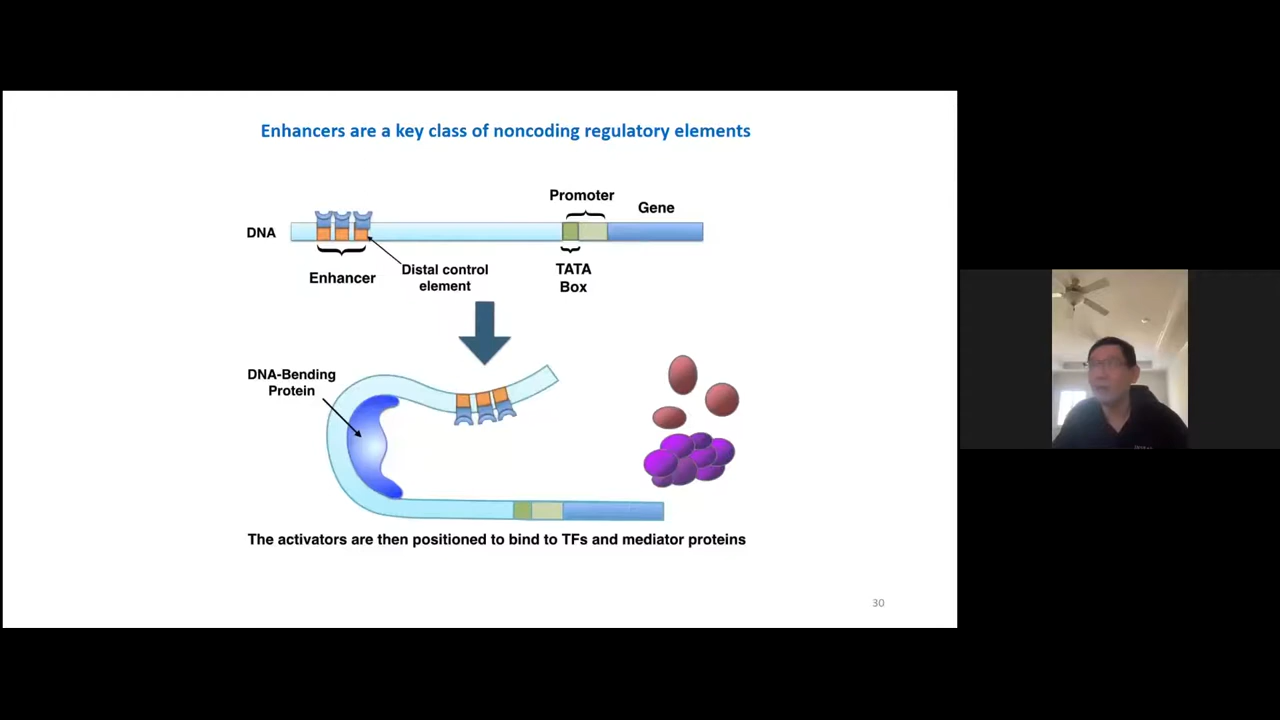 Enhancers are a key class of noncoding regulatory elements
Promoter
Gene
DNA
Enhancer
Distal control
element
TATA
Box
DNA-Bending
Protein
The activators are then positioned to bind to TFs and mediator proteins
30